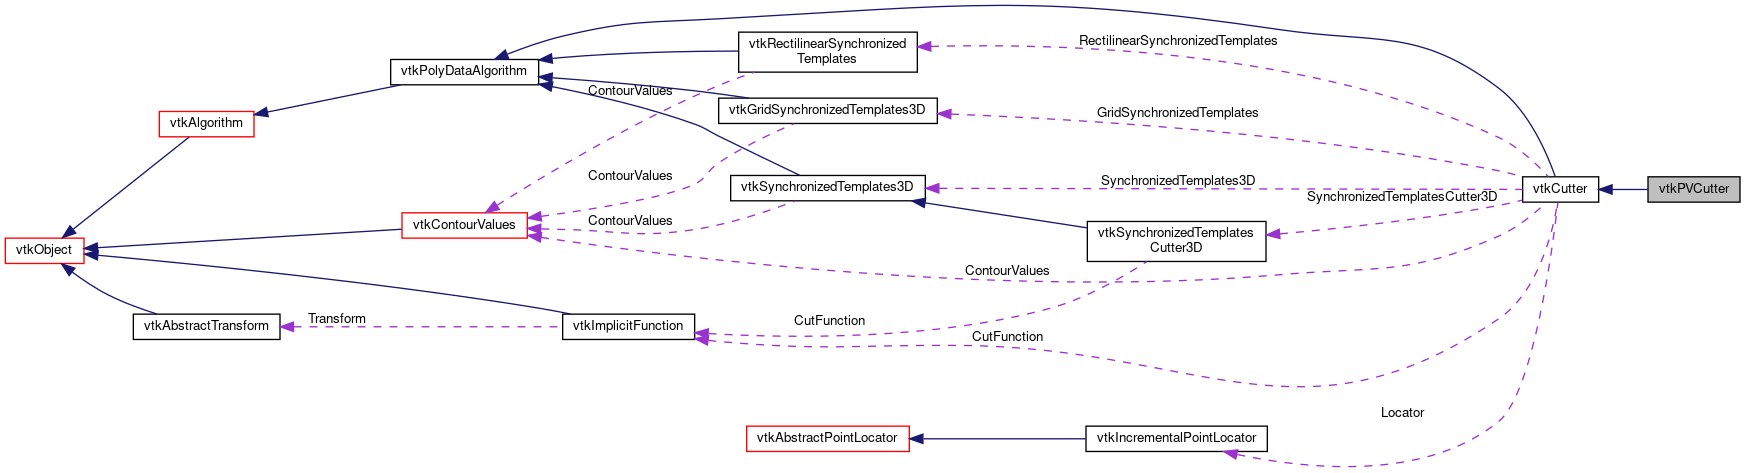 vtkRectilinearSynchronized
Templates
RectilinearSynchronizedTemplates
vtkPolyDataAlgorithm
ContourValues
vtkGridSynchronizedTemplates3D
GridSynchronizedTemplates
vtkAlgorithm
ContourValues
vtkSynchronizedTemplates3D
SynchronizedTemplates3D
vtkCutter
vtkPVCutter
SynchronizedTemplatesCutter3D
vtkContourValues
ContourValues
vtkSynchronizedTemplates
Cutter3D
vtkObject
ContourValues
vtkAbstractTransform
Transform
vtkImplicitFunction
CutFunction
CutFunction
Locator
vtkAbstractPointLocator
vtkIncrementalPointLocator